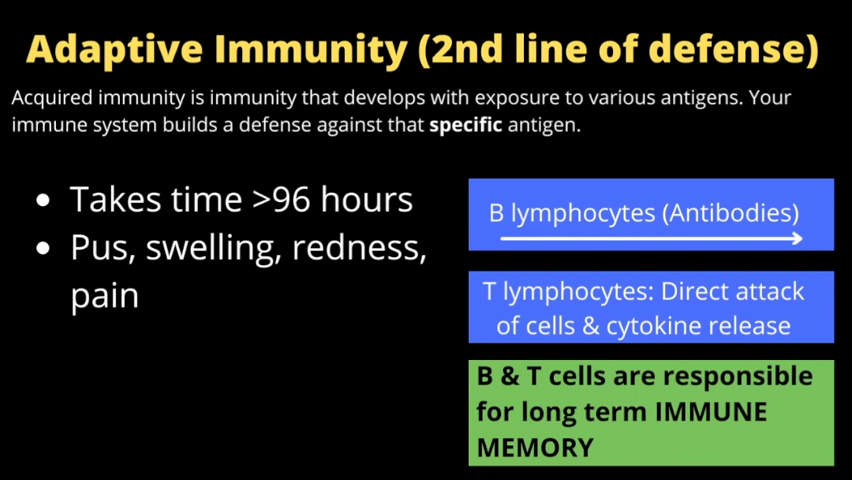 Adaptive Immunity (2nd line of defense)
Acquired immunity is immunity that develops with exposure to various antigens. Your
immune system builds a defense against that specific antigen.
• Takes time >96 hours
• Pus, swelling, redness,
pain
B lymphocytes (Antibodies)
T lymphocytes: Direct attack
of cells & cytokine release
B & T cells are responsible
for long term IMMUNE
MEMORY